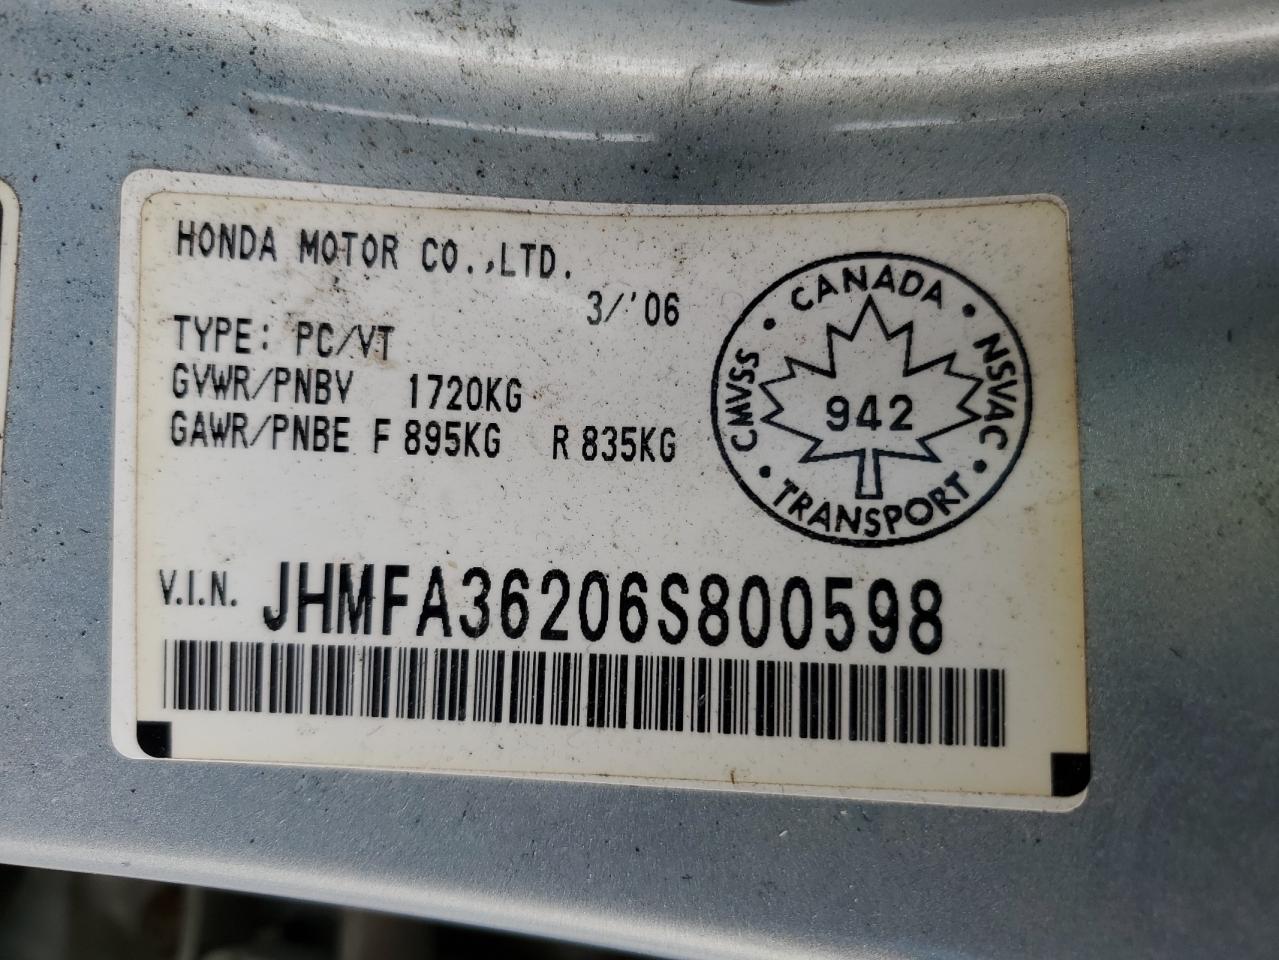 HONDA MOTOR CO.,LTD.
3/'06
TYPE: PC/VT
GVWR/PNBV 1720KG
GAWR/PNBE F 895KG R 835KG
CANADA • NSVAC • TRANSPORT • CMVSS •
942
V.I.N. JHMFA36206S800598